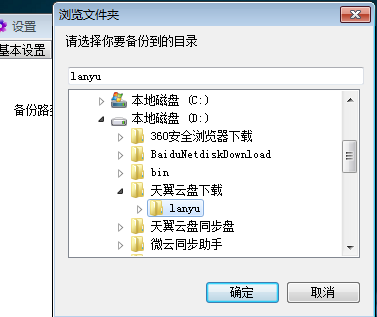 浏览文件夹
设置
请选择你要备份到的目录
基本设置
lanyu
本地磁盘 (C:)
备份路
本地磁盘 (D:)
360安全浏览器下载
BaiduNetdiskDownload
bin
天翼云盘下载
lanyu
天翼云盘同步盘
微云同步助手
确定
取消